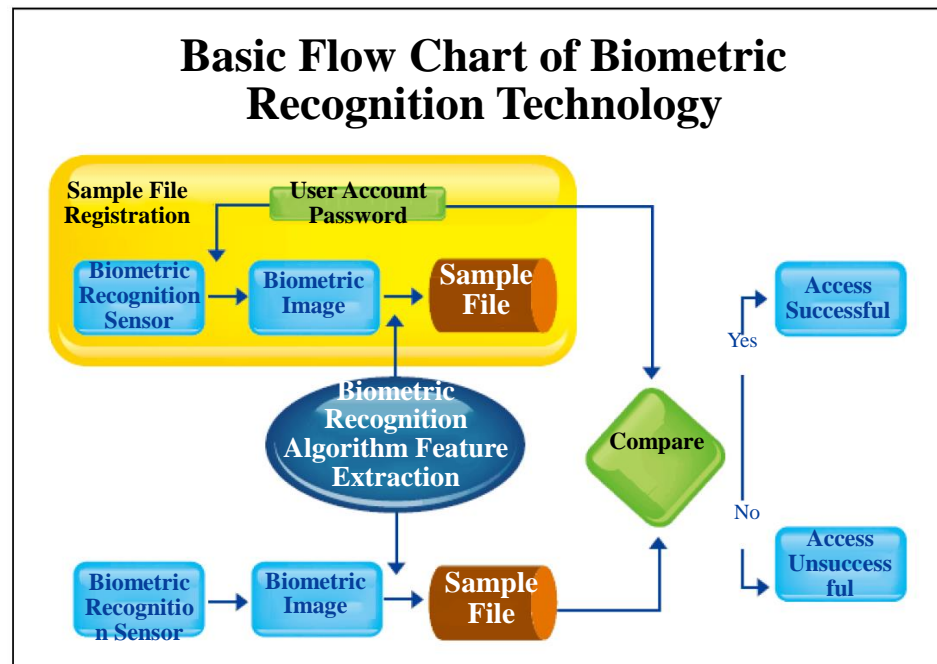 Basic Flow Chart of Biometric
Recognition Technology
Sample File
Registration
User Account
Password
Biometric
Recognition
Sensor
Biometric
Image
Sample
File
Access
Successful
Yes
Biometric
Recognition
Algorithm Feature
Extraction
Compare
No
Access
Unsuccess
ful
Biometric
Recognitio
n Sensor
Biometric
Image
Sample
File